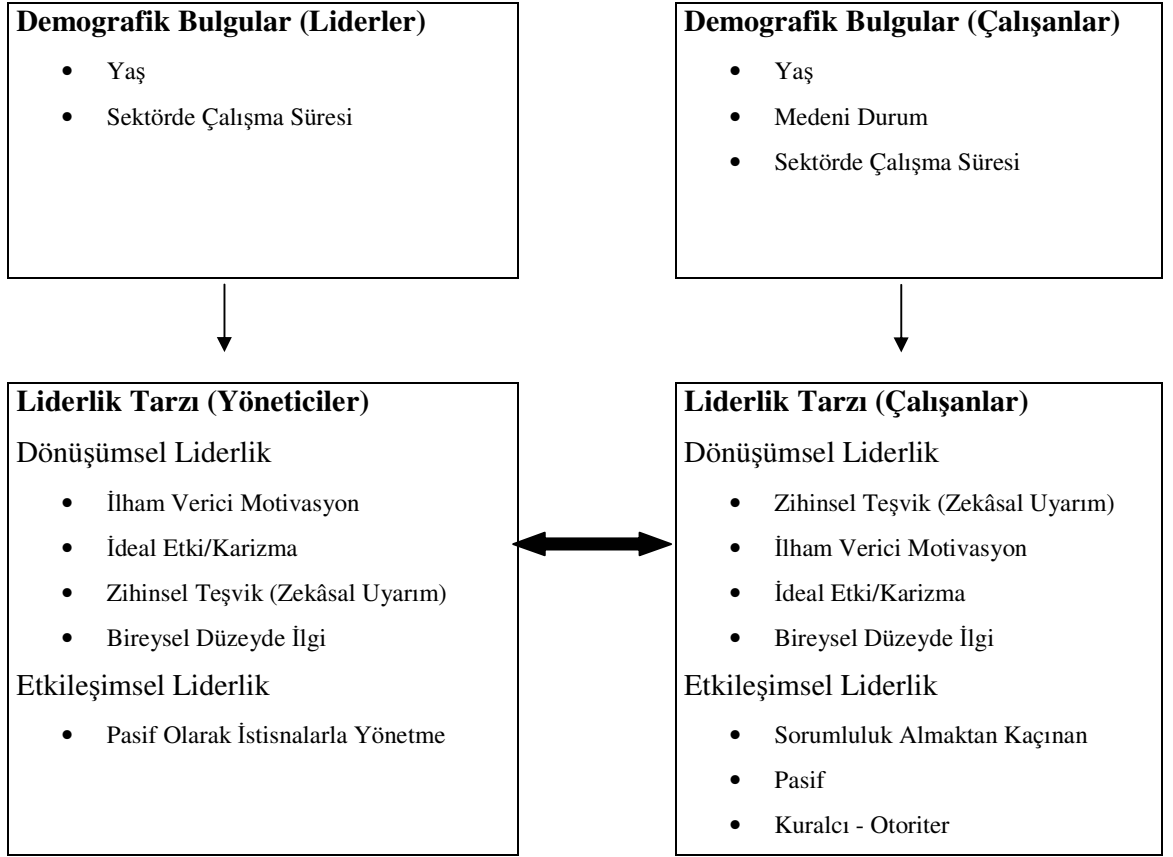 Demografik Bulgular (Liderler)
• Yaş
• Sektörde Çalışma Süresi
Demografik Bulgular (Çalışanlar)
• Yaş
• Medeni Durum
• Sektörde Çalışma Süresi
Liderlik Tarzı (Yöneticiler)
Dönüşümsel Liderlik
• İlham Verici Motivasyon
• İdeal Etki/Karizma
• Zihinsel Teşvik (Zekâsal Uyarım)
• Bireysel Düzeyde İlgi
Etkileşimsel Liderlik
• Pasif Olarak İstisnalarla Yönetme
Liderlik Tarzı (Çalışanlar)
Dönüşümsel Liderlik
• Zihinsel Teşvik (Zekâsal Uyarım)
• İlham Verici Motivasyon
• İdeal Etki/Karizma
• Bireysel Düzeyde İlgi
Etkileşimsel Liderlik
• Sorumluluk Almaktan Kaçınan
• Pasif
• Kuralcı - Otoriter